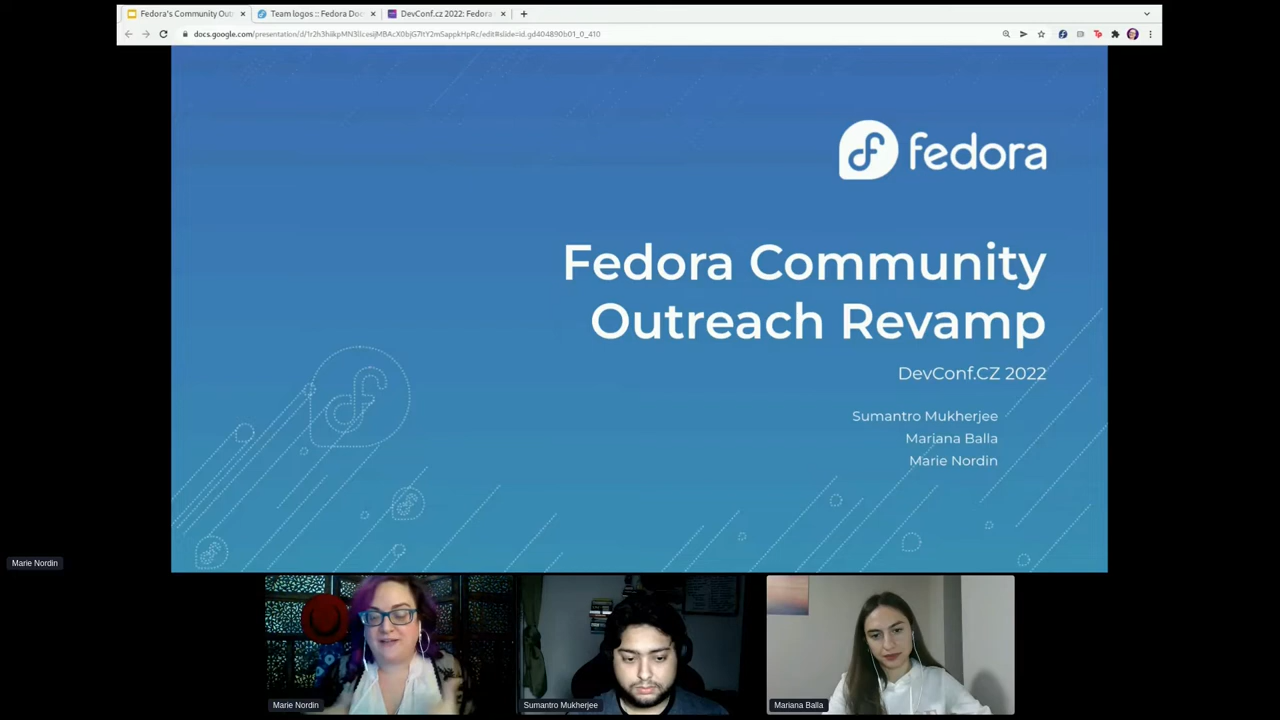 Fedora's Community Out
Team logos :: Fedora Doc
DevConf.cz 2022: Fedora
fedora
Fedora Community
Outreach Revamp
DevConf.CZ 2022
Sumantro Mukherjee
Mariana Balla
Marie Nordin
Marie Nordin
Marie Nordin
Sumantro Mukherjee
Mariana Balla